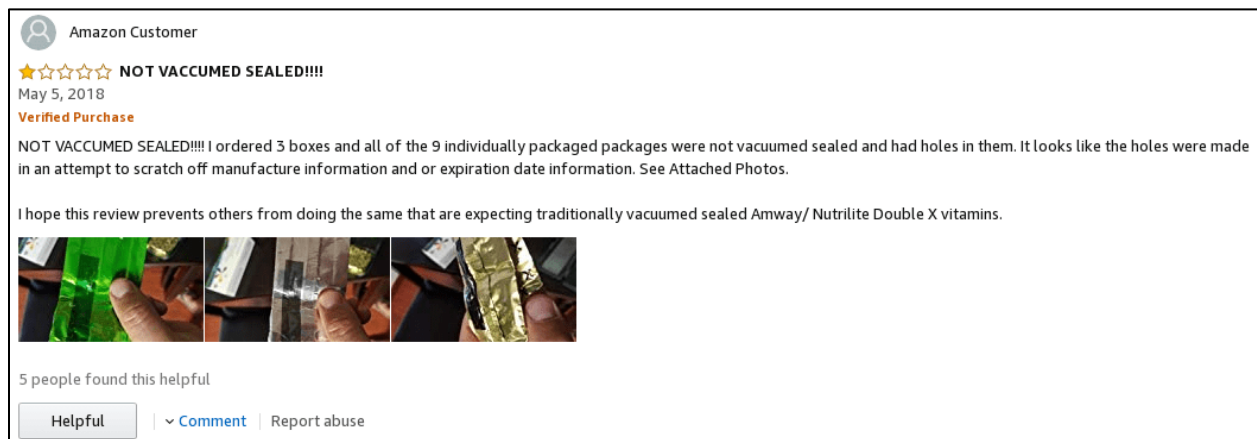 Amazon Customer
NOT VACCUMED SEALED!!!!
May 5, 2018
Verified Purchase
NOT VACCUMED SEALED!!!! I ordered 3 boxes and all of the 9 individually packaged packages were not vacuumed sealed and had holes in them. It looks like the holes were made
in an attempt to scratch off manufacture information and or expiration date information. See Attached Photos.
I hope this review prevents others from doing the same that are expecting traditionally vacuumed sealed Amway/ Nutrilite Double X vitamins.
5 people found this helpful
Helpful
Comment
Report abuse